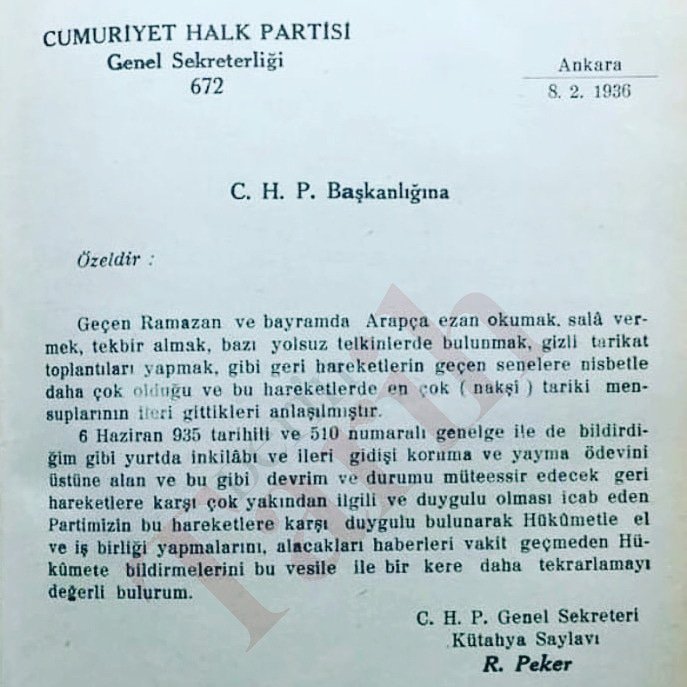 CUMURİYET HALK PARTİSİ
Genel Sekreterliği
672
Ankara
8. 2. 1936
C. H. P. Başkanlığına
Özeldir :
Geçen Ramazan ve bayramda Arapça ezan okumak, salâ ver-
mek, tekbir almak, bazı yolsuz telkinlerde bulunmak, gizli tarikat
toplantıları yapmak, gibi geri hareketlerin geçen senelere nisbetle
daha çok olduğu ve bu hareketlerde en çok ( nakşi ) tariki men-
suplarının ileri gittikleri anlaşılmıştır.
6 Haziran 935 tarihili ve 510 numaralı genelge ile de bildirdi-
ğim gibi yurtda inkilâbı ve ileri gidişi koruma ve yayma ödevini
üstüne alan ve bu gibi devrim ve durumu müteessir edecek geri
hareketlere karşı çok yakından ilgili ve duygulu olması icab eden
Partimizin bu hareketlere karşı duygulu bulunarak Hükûmetle el
ve iş birliği yapmalarını, alacakları haberleri vakit geçmeden Hü-
kûmete bildirmelerini bu vesile ile bir kere daha tekrarlamayı
değerli bulurum.
C. H. P. Genel Sekreteri
Kütahya Saylavı
R. Peker
Tarih